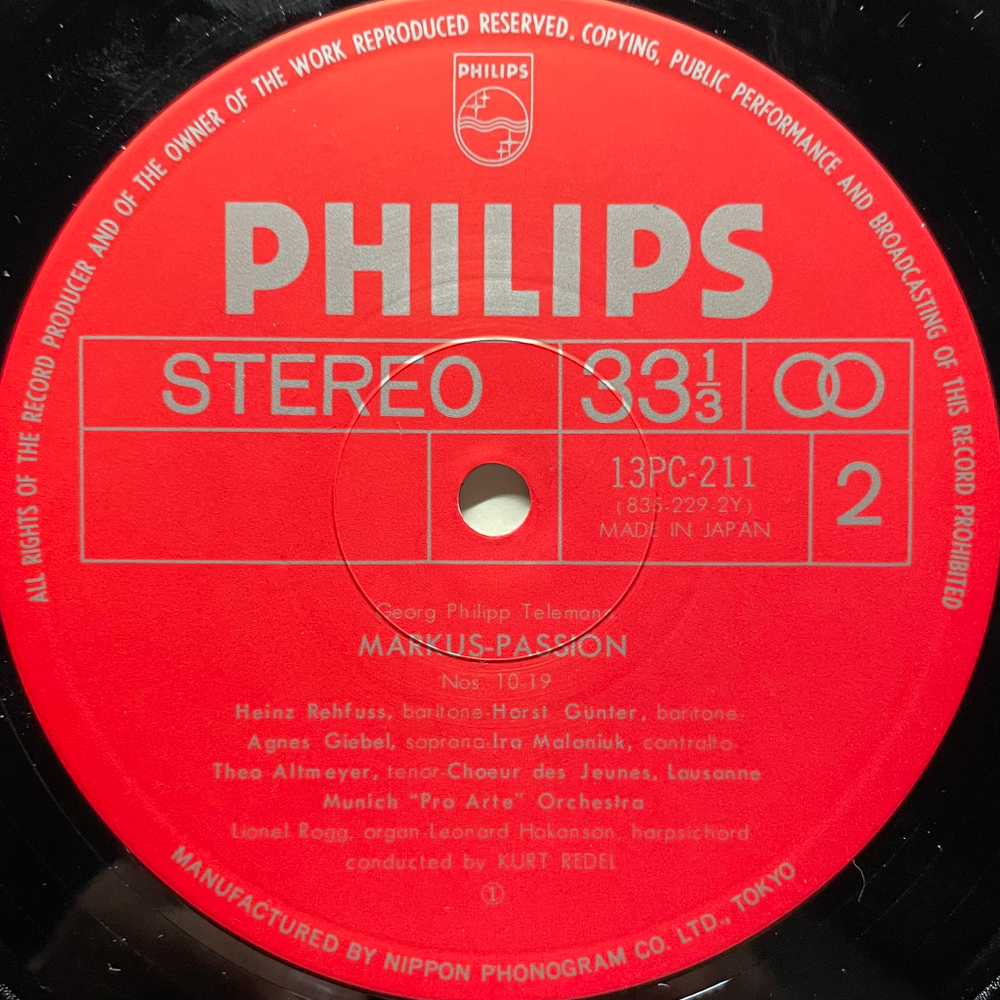 ALL RIGHTS OF THE RECORD PRODUCER AND OF THE OWNER OF THE WORK REPRODUCED RESERVED. COPYING, PUBLIC PERFORMANCE AND BROADCASTING OF THIS RECORD PROHIBITED
PHILIPS
PHILIPS
STEREO 33 1/3
13PC-211
(835-229-2Y)
MADE IN JAPAN
2
Georg Philipp Telemann
MARKUS-PASSION
Nos. 10-19
Heinz Rehfuss, baritone-Horst Günter, baritone-
Agnes Giebel, soprano-Ira Malaniuk, contralto-
Theo Altmeyer, tenor-Choeur des Jeunes, Lausanne
Munich "Pro Arte" Orchestra
Lionel Rogg, organ-Leonard Hokanson, harpsichord
conducted by KURT REDEL
①
MANUFACTURED BY NIPPON PHONOGRAM CO. LTD., TOKYO